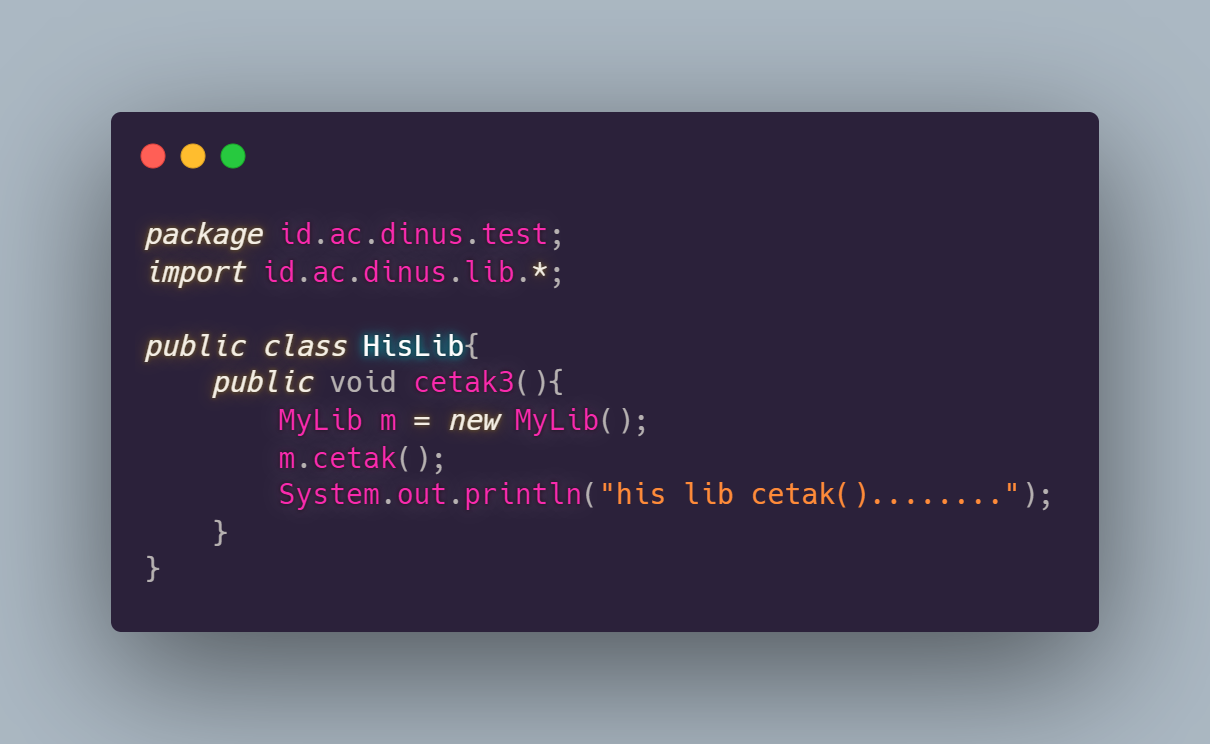 package id.ac.dinus.test;
import id.ac.dinus.lib.*;

public class HisLib{
    public void cetak3(){
        MyLib m = new MyLib();
        m.cetak();
        System.out.println("his lib cetak()........");
    }
}